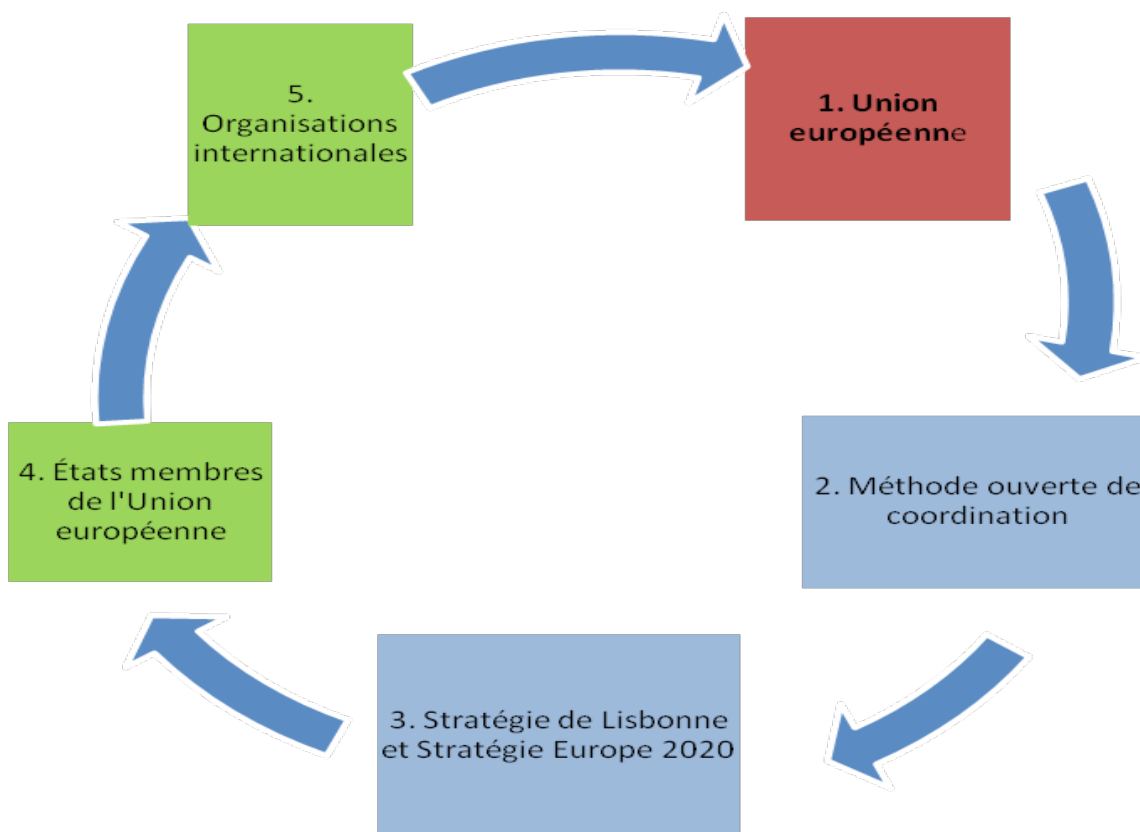 1. Union
européenne
2. Méthode ouverte de
coordination
3. Stratégie de Lisbonne
et Stratégie Europe 2020
4. États membres
de l'Union
européenne
5.
Organisations
internationales